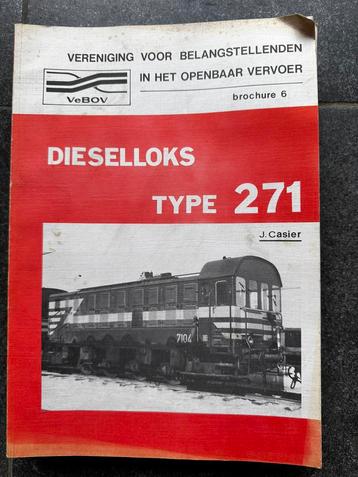 VERENIGING VOOR BELANGSTELLENDEN
IN HET OPENBAAR VERVOER
VeBOV
brochure 6
DIESELLOKS
TYPE 271
J. Casier
7104